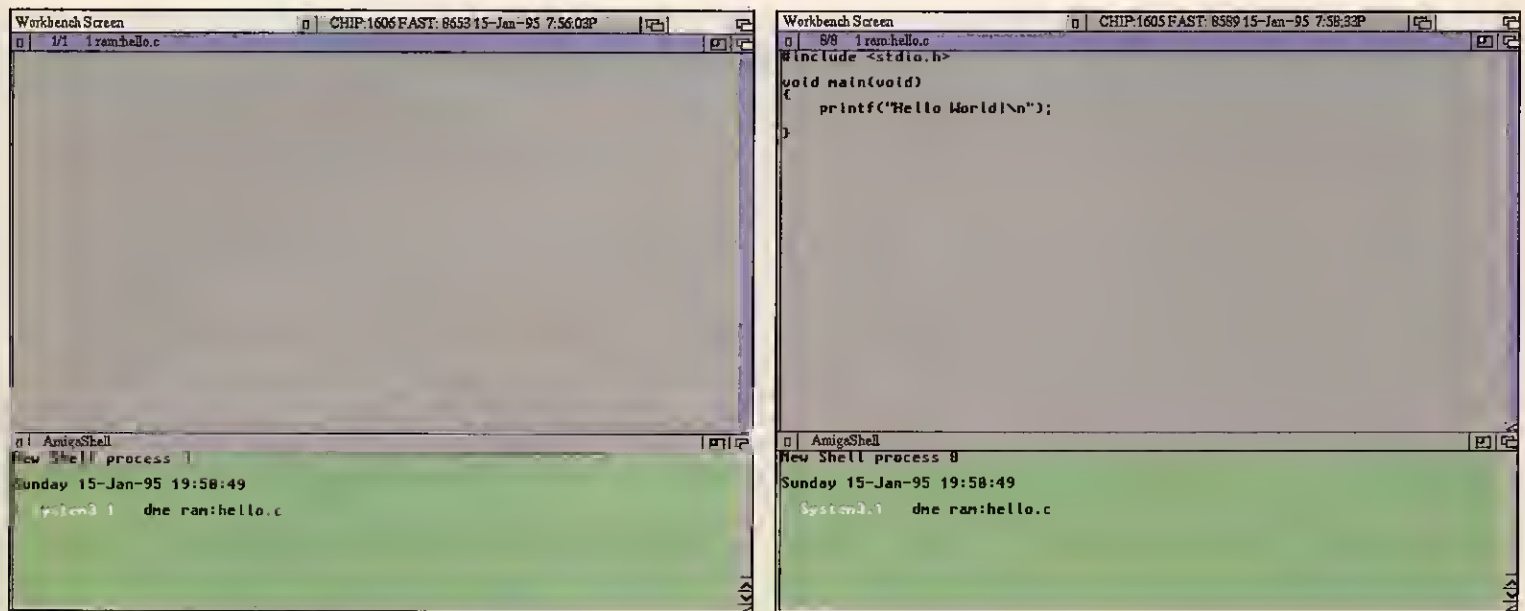 Workbench Screen CHIP:1606 FAST: 8653 15-Jan-95 7:56:03P
1/1 1 ram:hello.c
AmigaShell
New Shell process
Sunday 15-Jan-95 19:58:49
System3.1 dme ram:hello.c
Workbench Screen CHIP:1605 FAST: 8589 15-Jan-95 7:58:33P
8/8 1 ram:hello.c
#include <stdio.h>
void main(void)
{
printf("Hello World!\n");
}
AmigaShell
New Shell process 8
Sunday 15-Jan-95 19:58:49
System3.1 dme ram:hello.c